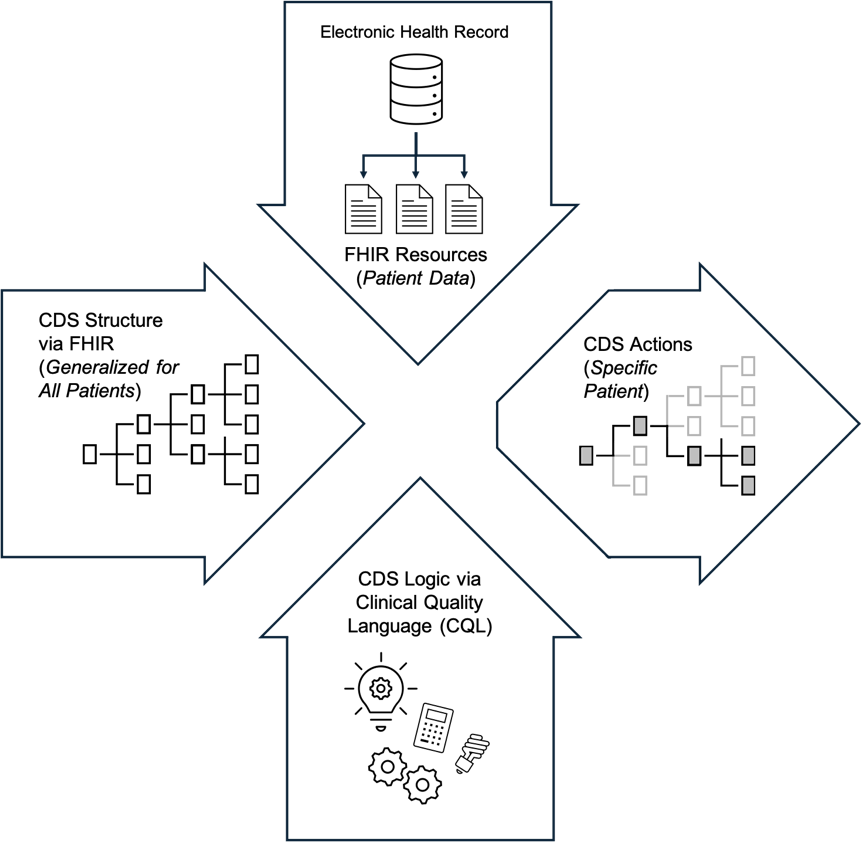 Electronic Health Record
FHIR Resources
(Patient Data)
CDS Structure
via FHIR
(Generalized for
All Patients)
CDS Actions
(Specific
Patient)
CDS Logic via
Clinical Quality
Language (CQL)